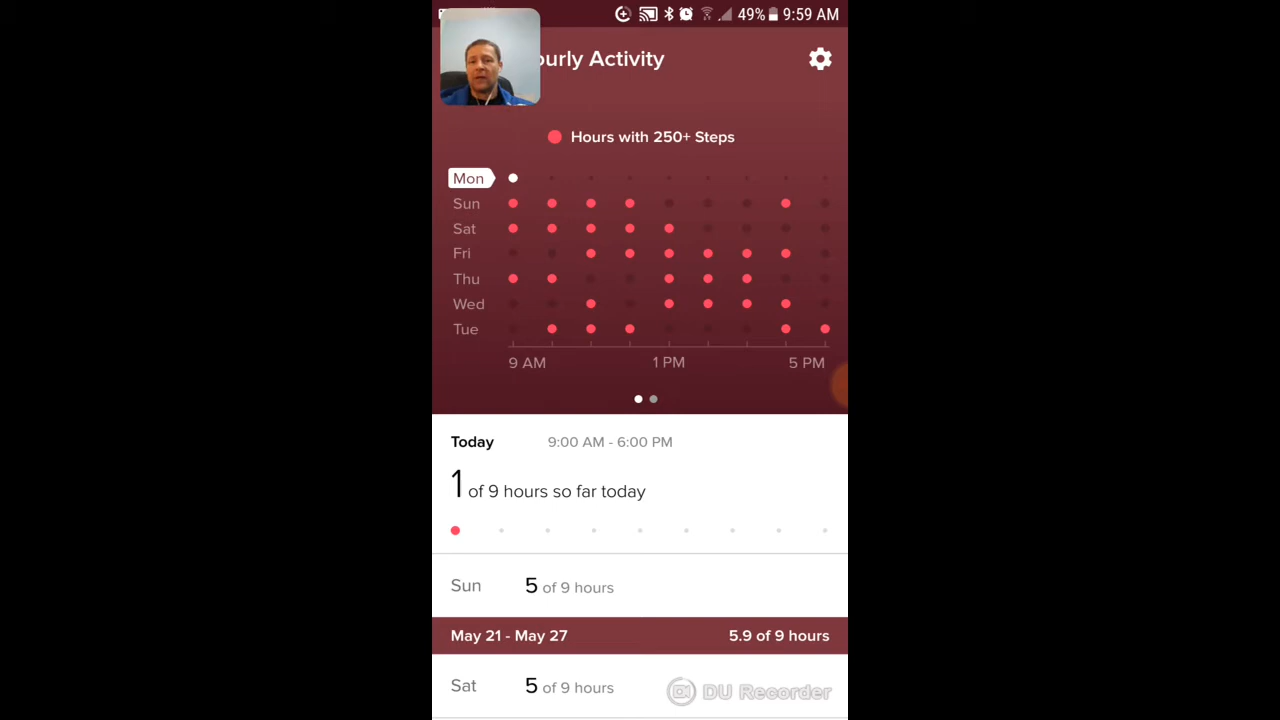 49% 9:59 AM
ourly Activity
Hours with 250+ Steps
Mon
Sun
Sat
Fri
Thu
Wed
Tue
9 AM 1 PM 5 PM
Today 9:00 AM - 6:00 PM
1 of 9 hours so far today
Sun 5 of 9 hours
May 21 - May 27 5.9 of 9 hours
Sat 5 of 9 hours
DU Recorder